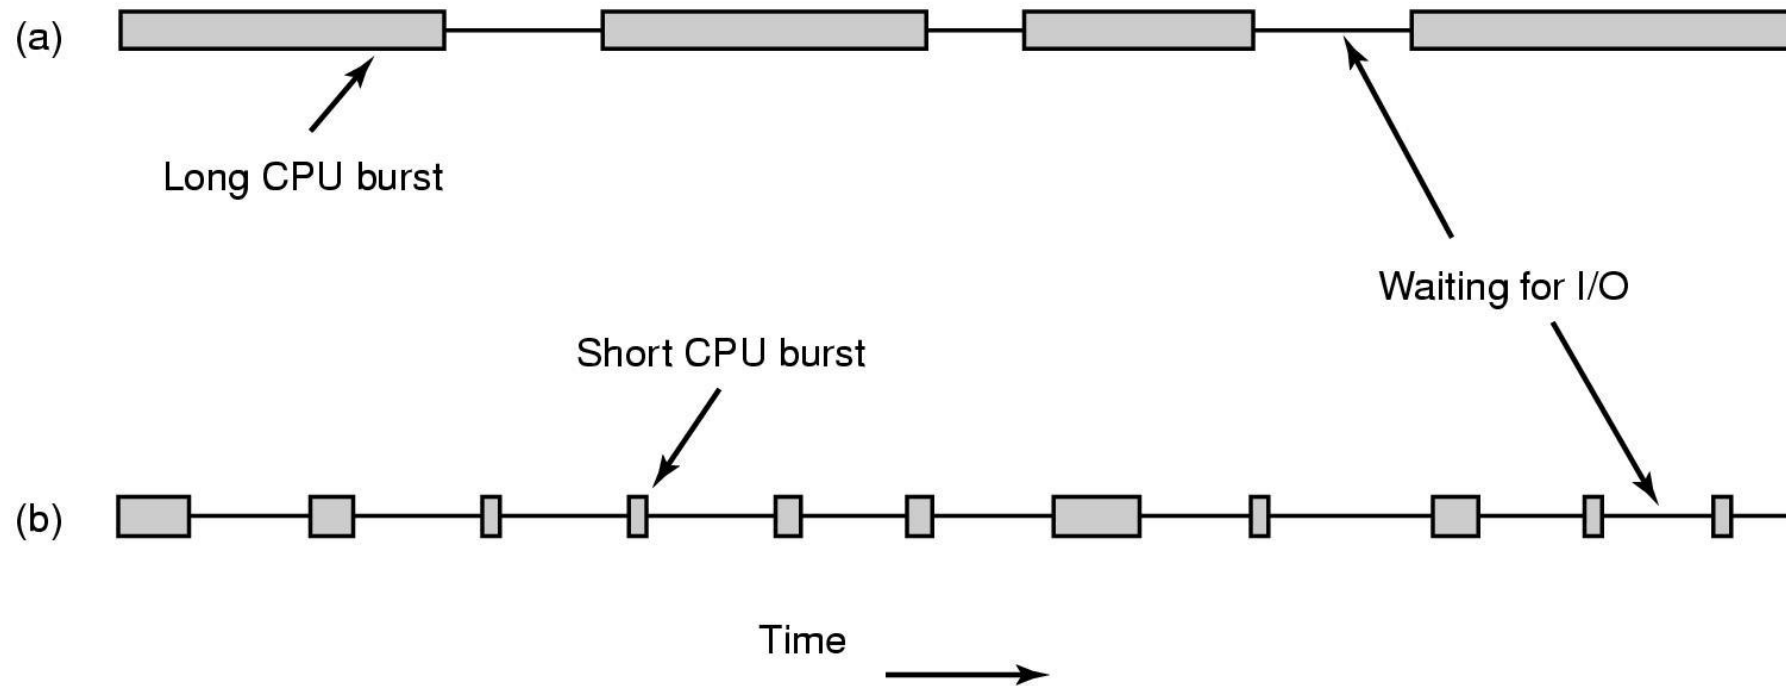 (a)
Long CPU burst
Waiting for I/O
Short CPU burst
(b)
Time